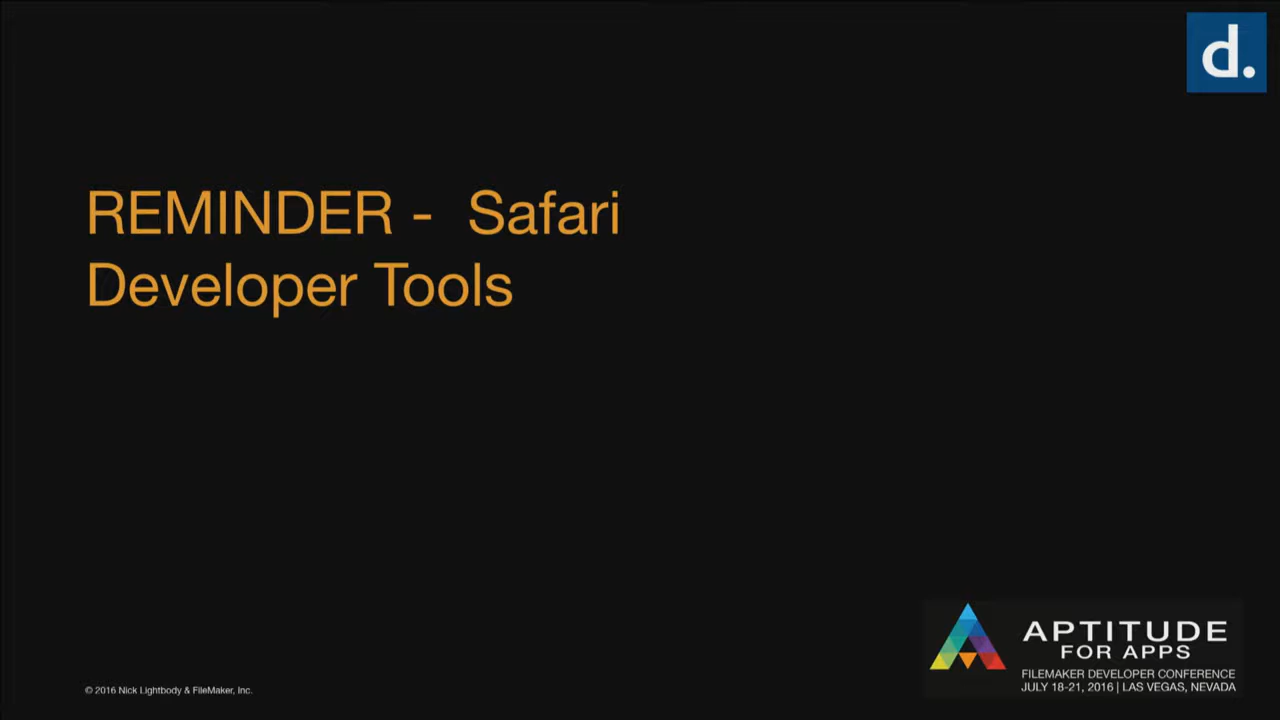 d.
REMINDER -  Safari
Developer Tools
APTITUDE
FOR APPS
FILEMAKER DEVELOPER CONFERENCE
JULY 18-21, 2016 | LAS VEGAS, NEVADA
© 2016 Nick Lightbody & FileMaker, Inc.